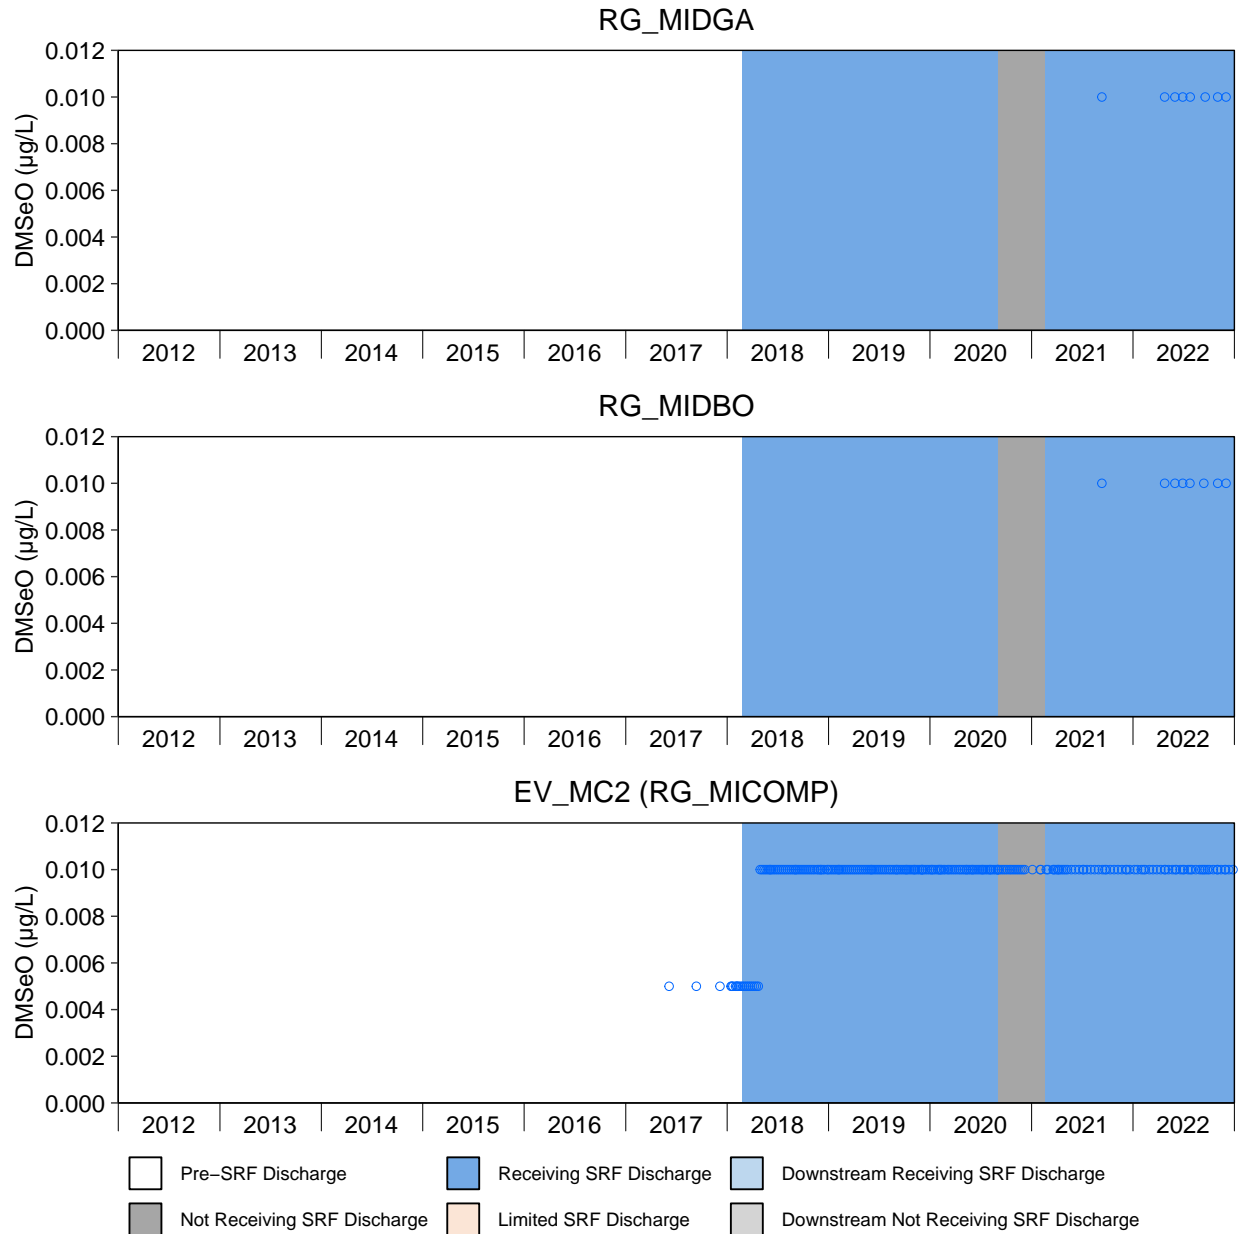 RG_MIDGA
DMSeO (µg/L)
0.012
0.010
0.008
0.006
0.004
0.002
0.000
2012 2013 2014 2015 2016 2017 2018 2019 2020 2021 2022
RG_MIDBO
DMSeO (µg/L)
0.012
0.010
0.008
0.006
0.004
0.002
0.000
2012 2013 2014 2015 2016 2017 2018 2019 2020 2021 2022
EV_MC2 (RG_MICOMP)
DMSeO (µg/L)
0.012
0.010
0.008
0.006
0.004
0.002
0.000
2012 2013 2014 2015 2016 2017 2018 2019 2020 2021 2022
Pre−SRF Discharge Receiving SRF Discharge Downstream Receiving SRF Discharge
Not Receiving SRF Discharge Limited SRF Discharge Downstream Not Receiving SRF Discharge